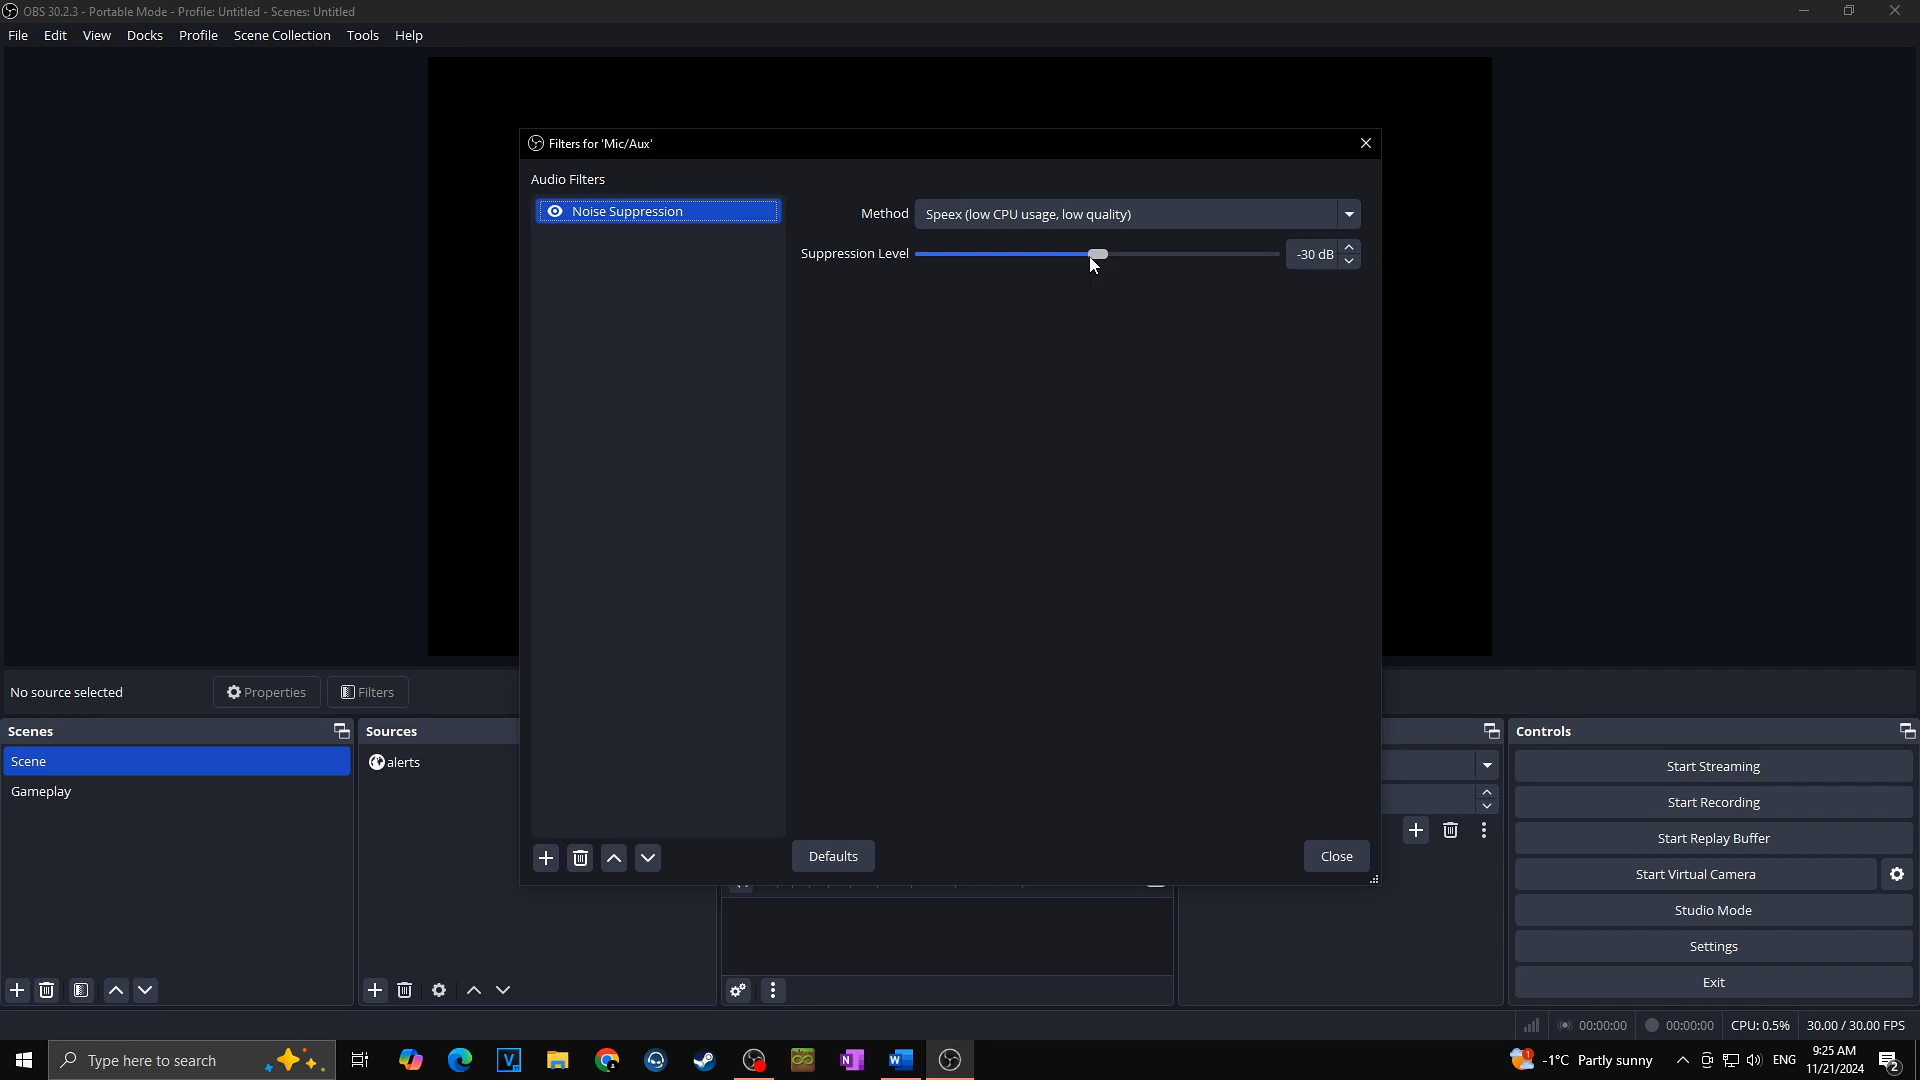 OBS 30.2.3 - Portable Mode - Profile: Untitled - Scenes: Untitled
File Edit View Docks Profile Scene Collection Tools Help
Filters for 'Mic/Aux'
Audio Filters
Noise Suppression
Method Speex (low CPU usage, low quality)
Suppression Level -30 dB
Defaults Close
No source selected Properties Filters
Scenes Sources Controls
Scene
Gameplay
alerts
Start Streaming
Start Recording
Start Replay Buffer
Start Virtual Camera
Studio Mode
Settings
Exit
00:00:00 00:00:00 CPU: 0.5% 30.00 / 30.00 FPS
Type here to search
-1°C Partly sunny ENG
9:25 AM
11/21/2024
2